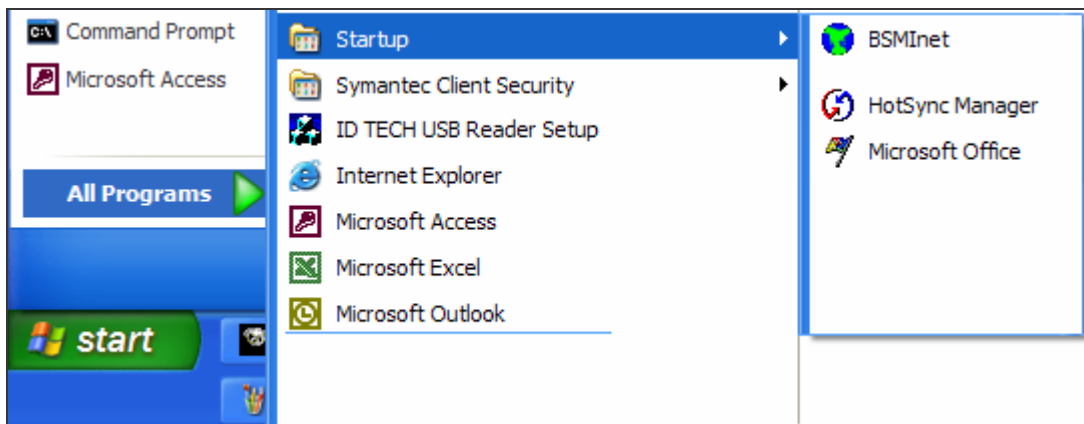 Command Prompt
Microsoft Access
All Programs
start
Startup
Symantec Client Security
ID TECH USB Reader Setup
Internet Explorer
Microsoft Access
Microsoft Excel
Microsoft Outlook
BSMInet
HotSync Manager
Microsoft Office